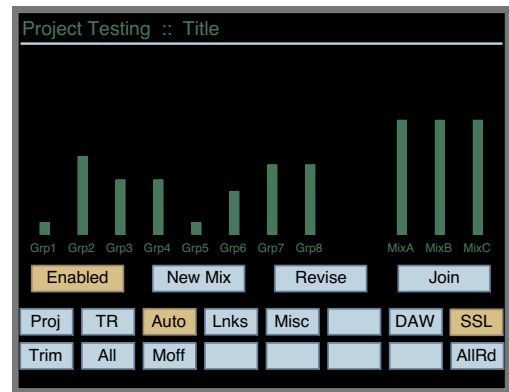 Project Testing :: Title
Grp1 Grp2 Grp3 Grp4 Grp5 Grp6 Grp7 Grp8 MixA MixB MixC
Enabled New Mix Revise Join
Proj TR Auto Lnks Misc DAW SSL
Trim All Moff AllRd